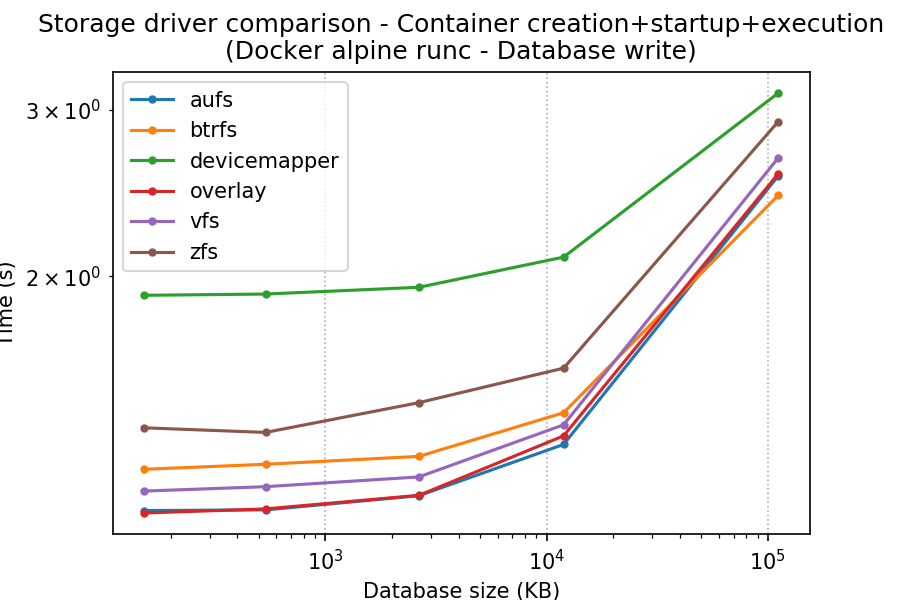 Storage driver comparison - Container creation+startup+execution
(Docker alpine runc - Database write)
3 × 10⁰
2 × 10⁰
Time (s)
aufs
btrfs
devicemapper
overlay
vfs
zfs
10³
10⁴
10⁵
Database size (KB)